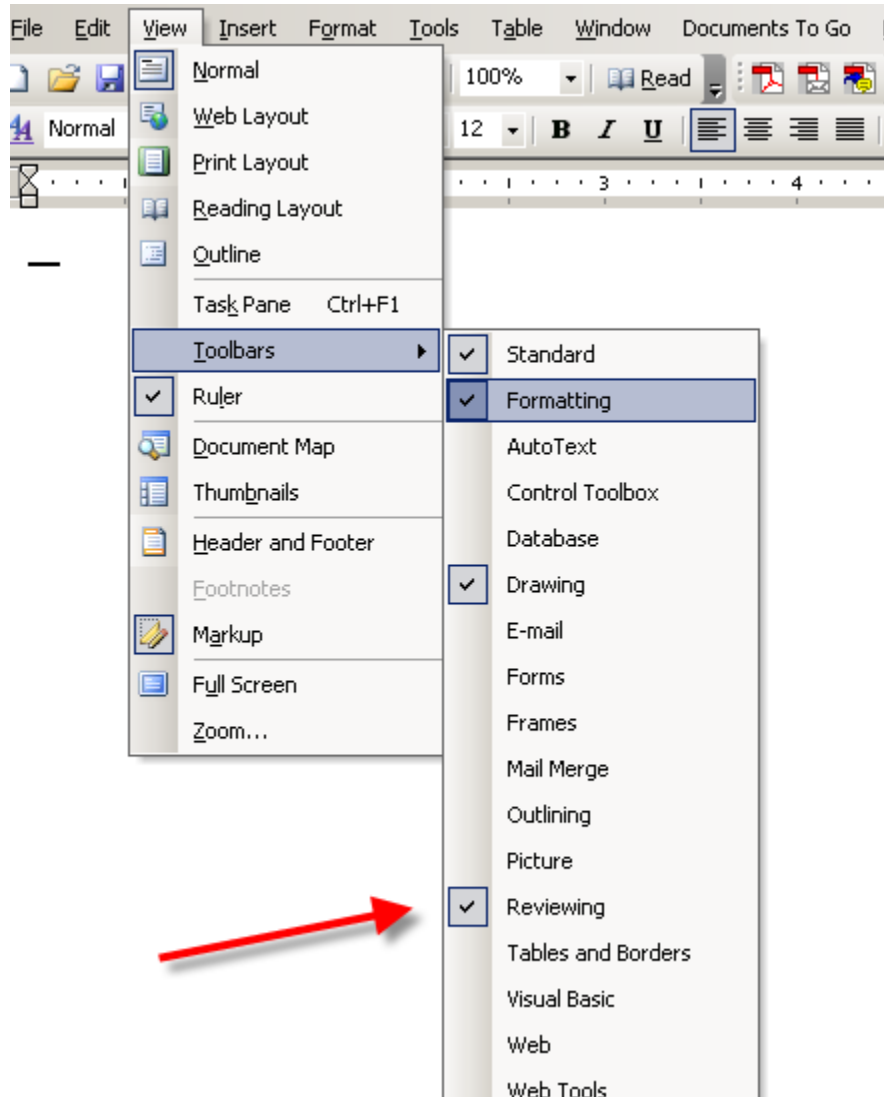 File Edit View Insert Format Tools Table Window Documents To Go
100% Read
Normal 12 B I U
3 4
Normal
Web Layout
Print Layout
Reading Layout
Outline
Task Pane Ctrl+F1
Toolbars
Ruler
Document Map
Thumbnails
Header and Footer
Footnotes
Markup
Full Screen
Zoom...
Standard
Formatting
AutoText
Control Toolbox
Database
Drawing
E-mail
Forms
Frames
Mail Merge
Outlining
Picture
Reviewing
Tables and Borders
Visual Basic
Web
Web Tools